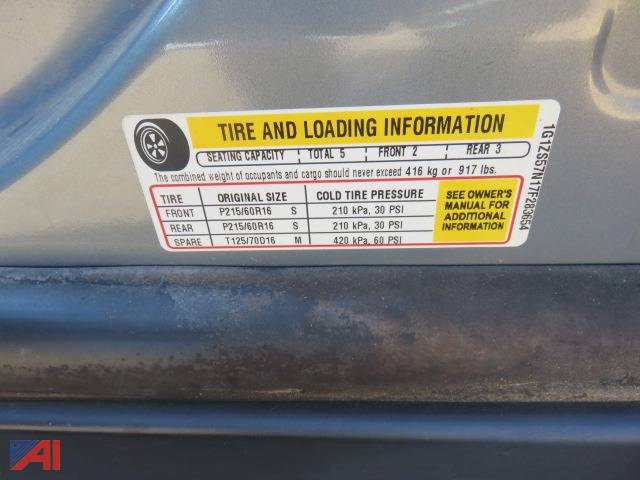 TIRE AND LOADING INFORMATION
SEATING CAPACITY TOTAL 5 FRONT 2 REAR 3
The combined weight of occupants and cargo should never exceed 416 kg or 917 lbs.
TIRE ORIGINAL SIZE COLD TIRE PRESSURE
FRONT P215/60R16 S 210 kPa, 30 PSI
REAR P215/60R16 S 210 kPa, 30 PSI
SPARE T125/70D16 M 420 kPa, 60 PSI
SEE OWNER'S
MANUAL FOR
ADDITIONAL
INFORMATION
1G1ZS57N17F283654
AI